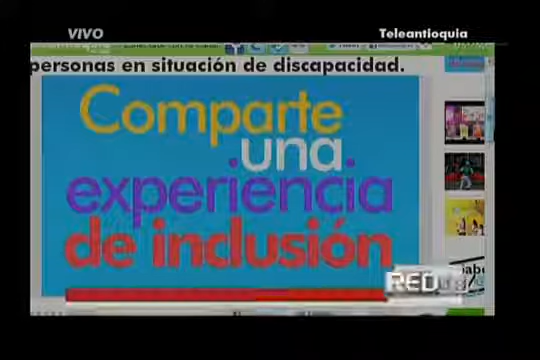 VIVO
Teleantioquia
personas en situación de discapacidad.
Comparte
una
experiencia
de inclusión
RED